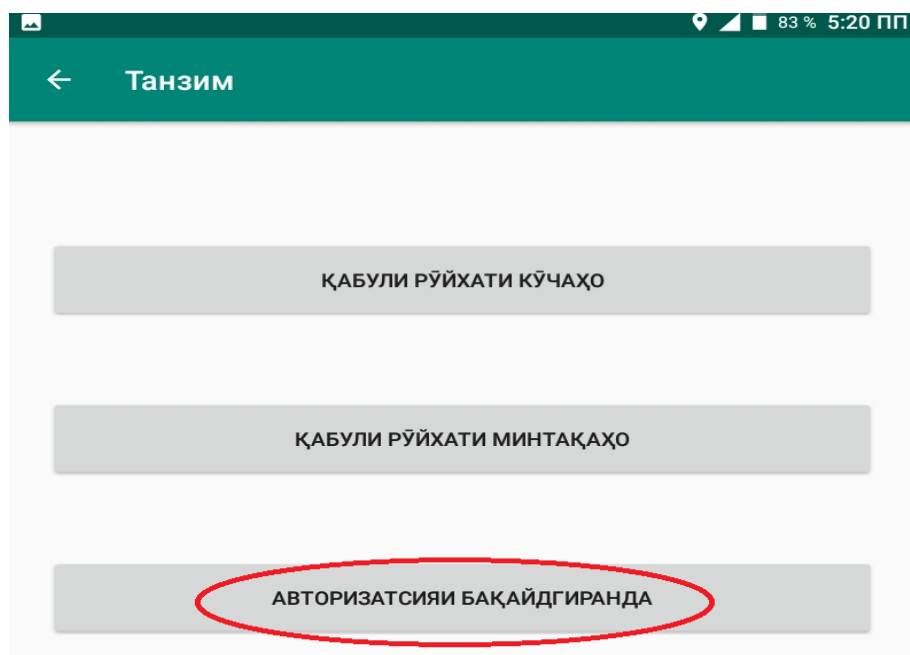 83 % 5:20 ПП
Танзим
ҚАБУЛИ РӮЙХАТИ КӮЧАҲО
ҚАБУЛИ РӮЙХАТИ МИНТАҚАҲО
АВТОРИЗАТСИЯИ БАҚАЙДГИРАНДА